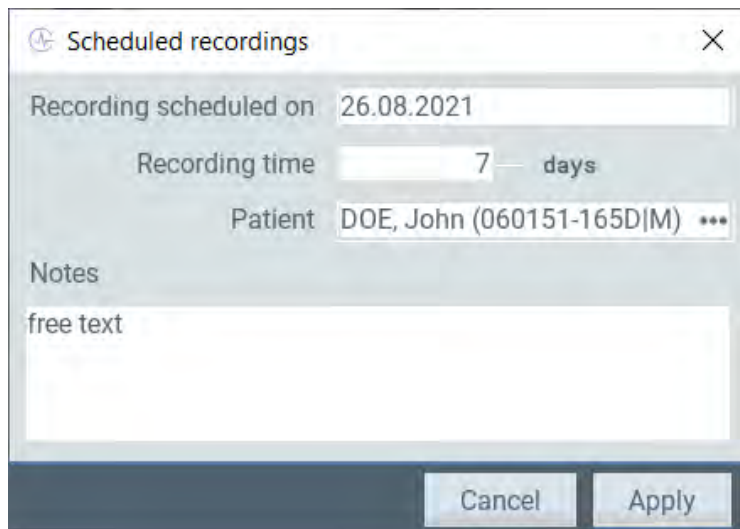 Scheduled recordings
Recording scheduled on 26.08.2021
Recording time 7 days
Patient DOE, John (060151-165D|M) •••
Notes
free text
Cancel Apply